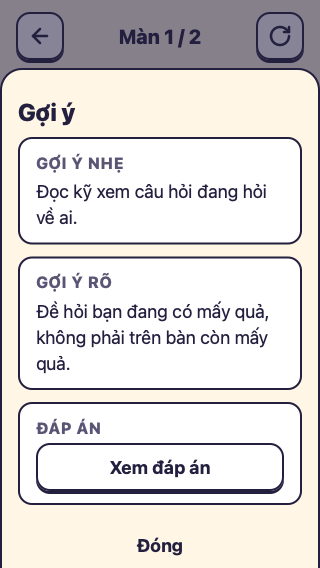 Màn 1 / 2
Gợi ý
GỢI Ý NHẸ
Đọc kỹ xem câu hỏi đang hỏi
về ai.
GỢI Ý RÕ
Đề hỏi bạn đang có mấy quả,
không phải trên bàn còn mấy
quả.
ĐÁP ÁN
Xem đáp án
Đóng